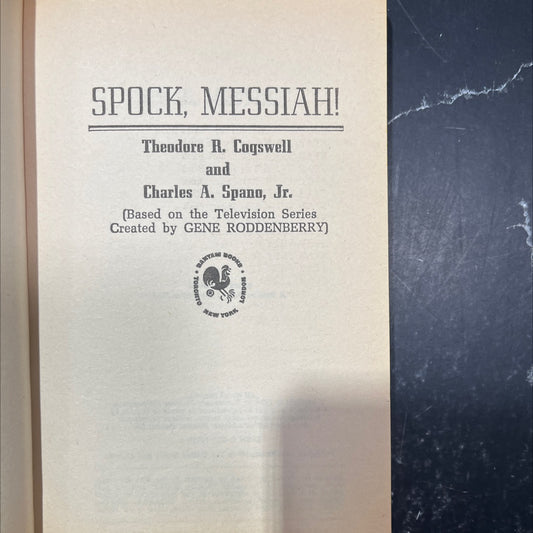 SPOCK, MESSIAH!
Theodore R. Cogswell
and
Charles A. Spano, Jr.
(Based on the Television Series
Created by GENE RODDENBERRY)
BANTAM BOOKS
TORONTO • NEW YORK • LONDON